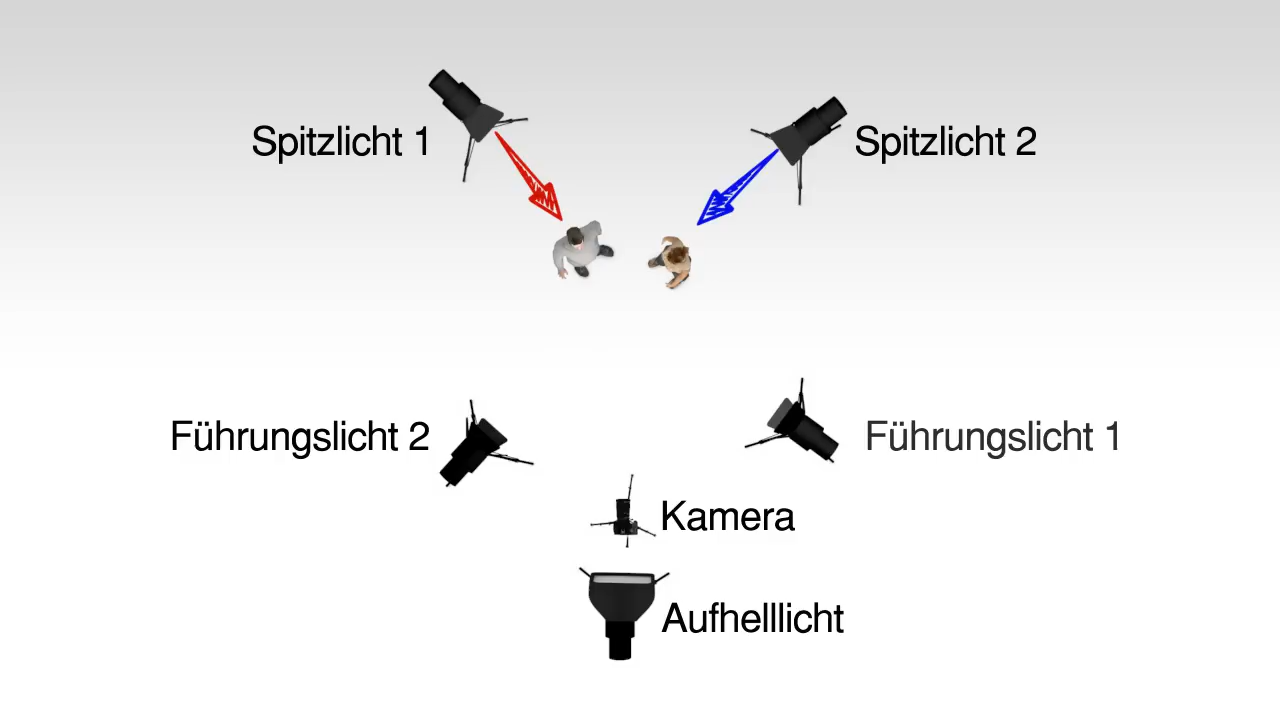 Spitzlicht 1
Spitzlicht 2
Führungslicht 2
Führungslicht 1
Kamera
Aufhelllicht